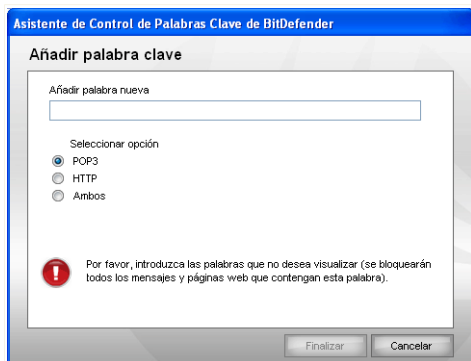 Asistente de Control de Palabras Clave de BitDefender
Añadir palabra clave
Añadir palabra nueva
Seleccionar opción
POP3
HTTP
Ambos
Por favor, introduzca las palabras que no desea visualizar (se bloquearán
todos los mensajes y páginas web que contengan esta palabra).
Finalizar Cancelar